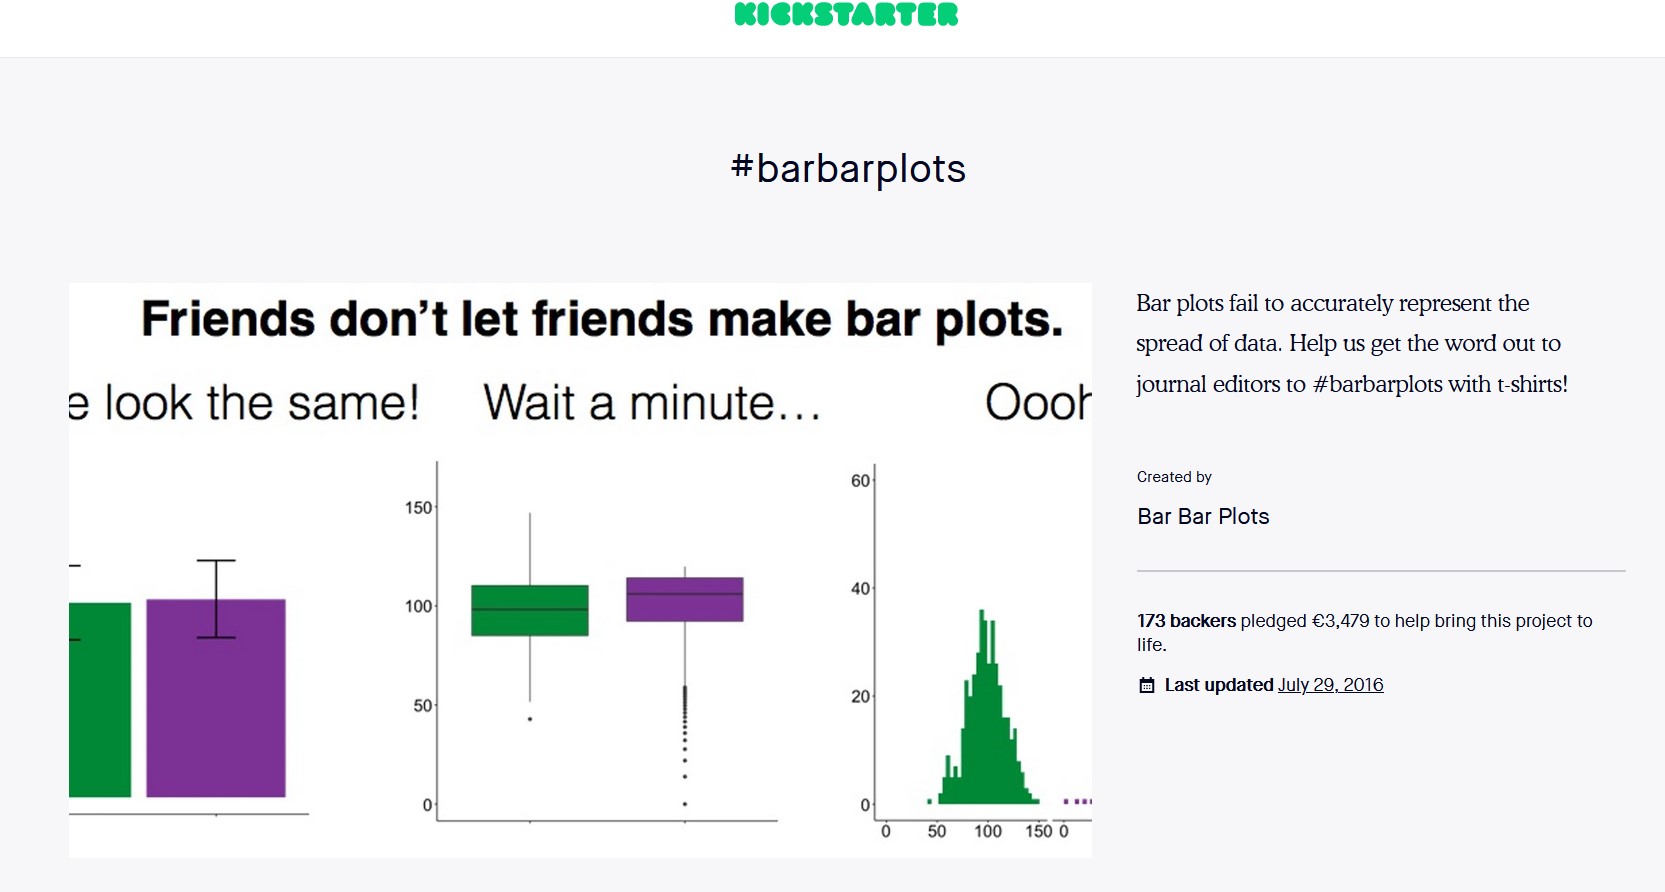 KICKSTARTER
#barbarplots
Friends don't let friends make bar plots.
e look the same!
Wait a minute...
Oooh
150
100
50
0
60
40
20
0
0 50 100 150 0
Bar plots fail to accurately represent the
spread of data. Help us get the word out to
journal editors to #barbarplots with t-shirts!
Created by
Bar Bar Plots
173 backers pledged €3,479 to help bring this project to
life.
Last updated July 29, 2016